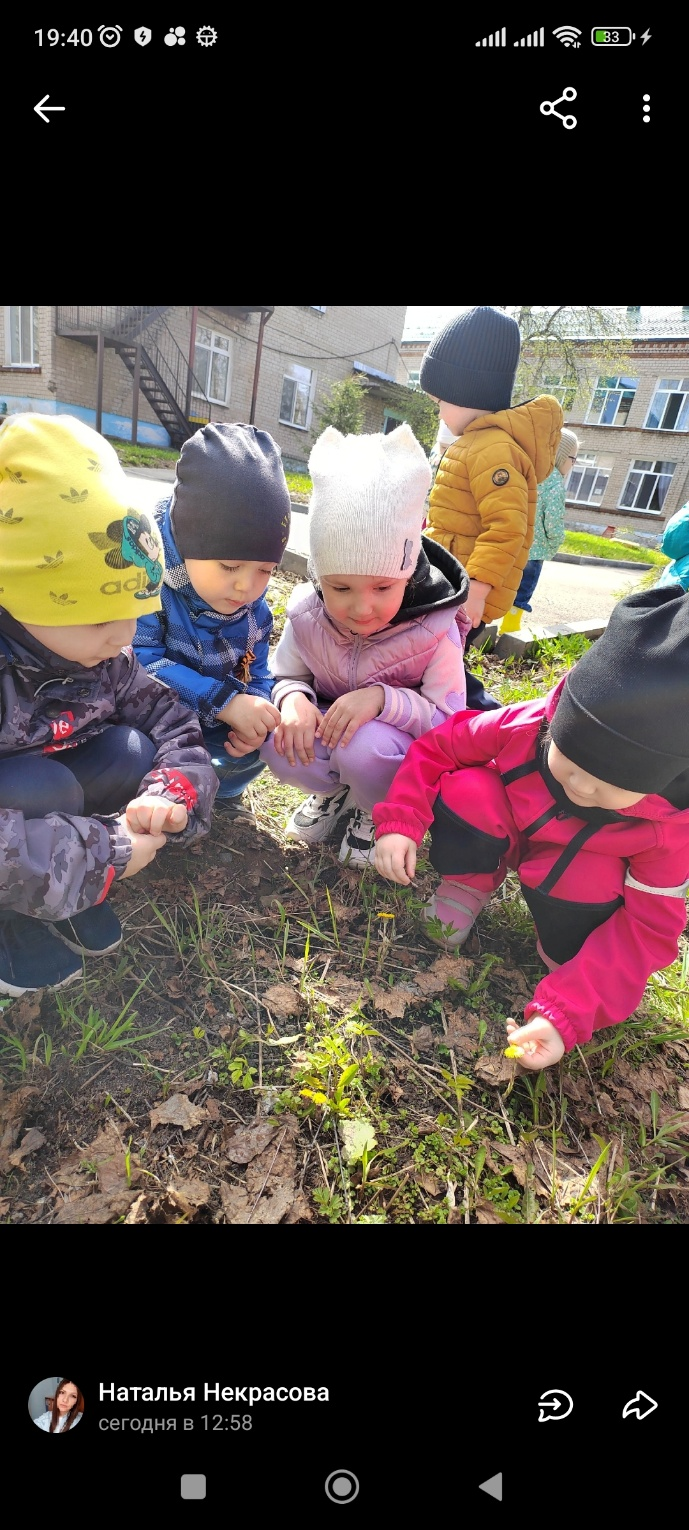 19:40
33
adi
Наталья Некрасова
сегодня в 12:58